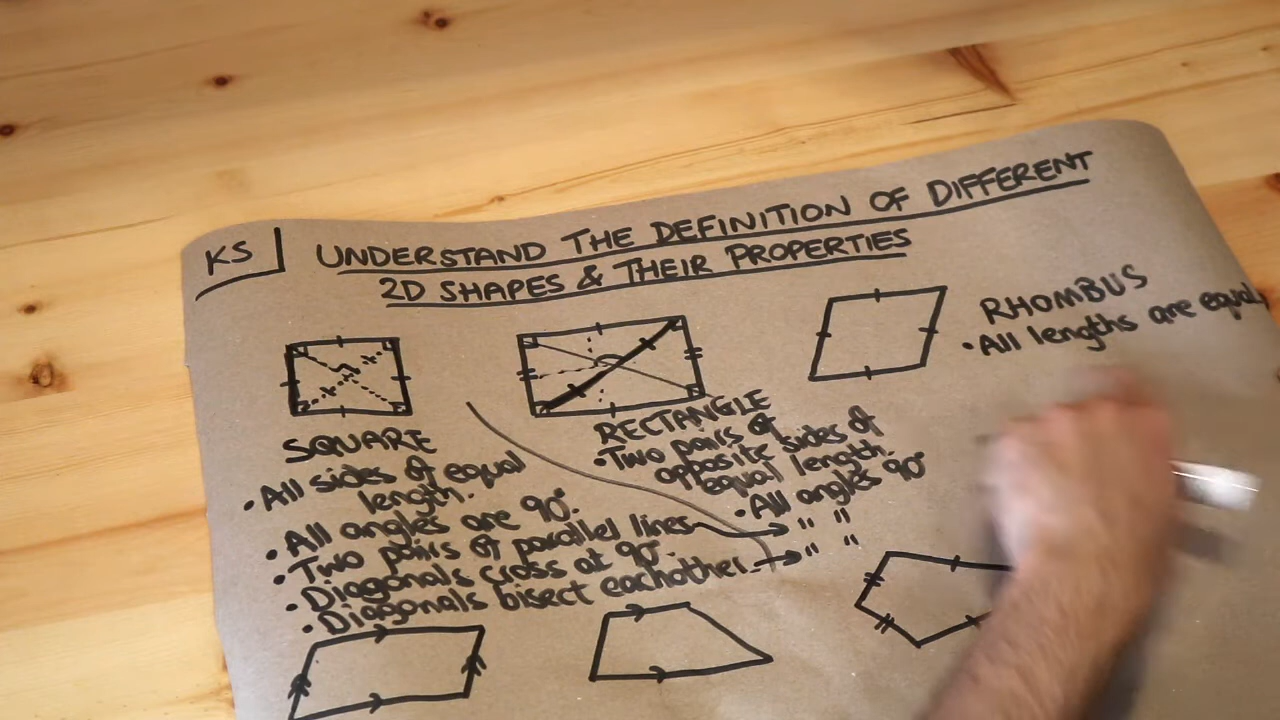 KS
UNDERSTAND THE DEFINITION OF DIFFERENT
2D SHAPES & THEIR PROPERTIES
SQUARE
• All sides of equal
length.
• All angles are 90°.
• Two pairs of parallel lines
• Diagonals cross at 90°.
• Diagonals bisect eachother.
RECTANGLE
• Two pairs of
opposite sides of
equal length.
• All angles 90°
" "
" "
RHOMBUS
• All lengths are equal